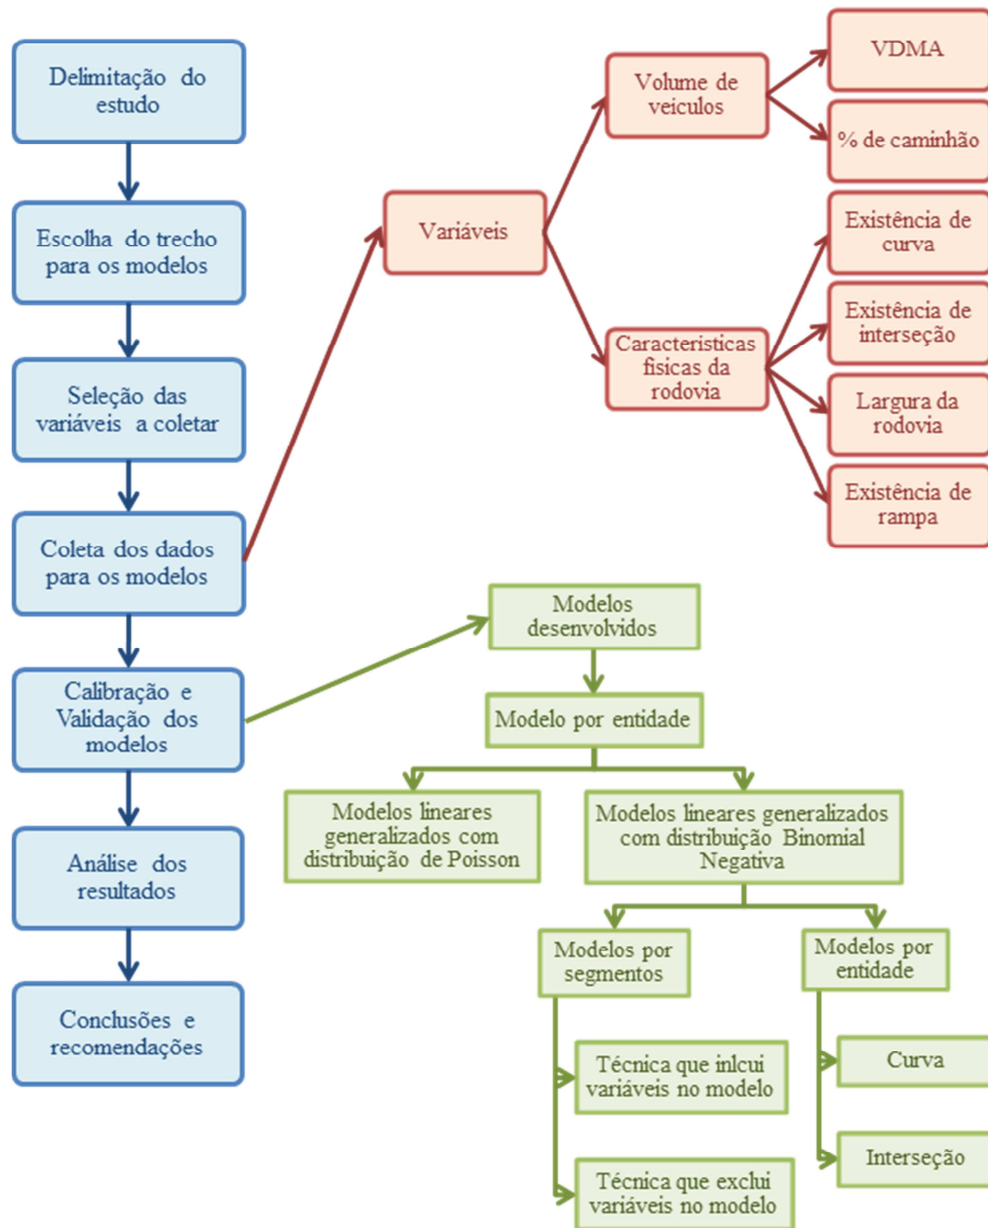 Delimitação do
estudo
Escolha do trecho
para os modelos
Seleção das
variáveis a coletar
Coleta dos dados
para os modelos
Calibração e
Validação dos
modelos
Análise dos
resultados
Conclusões e
recomendações
Variáveis
Volume de
veiculos
VDMA
% de caminhão
Caracteristicas
fisicas da
rodovia
Existência de
curva
Existência de
interseção
Largura da
rodovia
Existência de
rampa
Modelos
desenvolvidos
Modelo por entidade
Modelos lineares
generalizados com
distribuição de Poisson
Modelos lineares generalizados
com distribuição Binomial
Negativa
Modelos por
segmentos
Técnica que inlcui
variáveis no modelo
Técnica que exclui
variáveis no modelo
Modelos por
entidade
Curva
Interseção